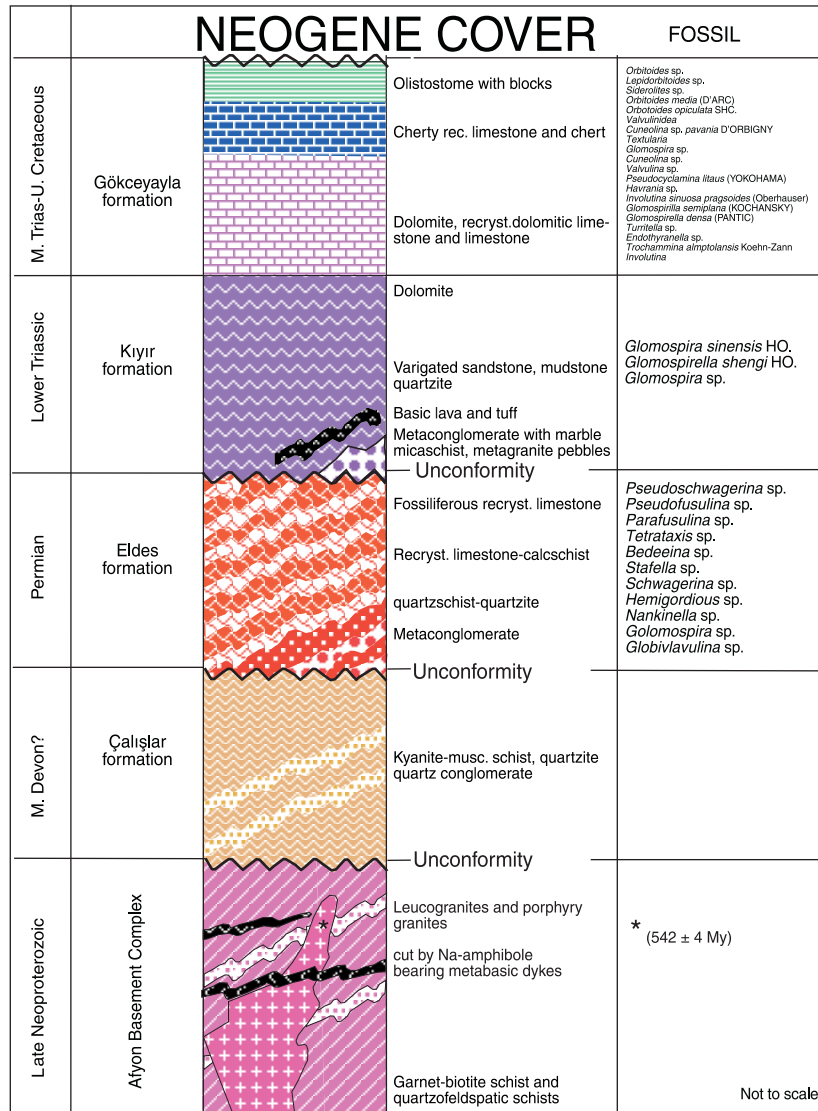 NEOGENE COVER
FOSSIL
M. Trias-U. Cretaceous
Gökceyayla
formation
Olistostome with blocks
Cherty rec. limestone and chert
Dolomite, recryst.dolomitic lime-
stone and limestone
Orbitoides sp.
Lepidorbitoides sp.
Siderolites sp.
Orbitoides media (D'ARC)
Orbotoides opiculata SHC.
Valvulinidea
Cuneolina sp. pavania D'ORBIGNY
Textularia
Glomospira sp.
Cuneolina sp.
Valvulina sp.
Pseudocyclamina litaus (YOKOHAMA)
Havrania sp.
Involutina sinuosa pragsoides (Oberhauser)
Glomospirilla semiplana (KOCHANSKY)
Glomospirella densa (PANTIC)
Turritella sp.
Endothyranella sp.
Trochammina almptolansis Koehn-Zann
Involutina
Lower Triassic
Kıyır
formation
Dolomite
Varigated sandstone, mudstone
quartzite
Basic lava and tuff
Metaconglomerate with marble
micaschist, metagranite pebbles
Unconformity
Glomospira sinensis HO.
Glomospirella shengi HO.
Glomospira sp.
Permian
Eldes
formation
Fossiliferous recryst. limestone
Recryst. limestone-calcschist
quartzschist-quartzite
Metaconglomerate
Unconformity
Pseudoschwagerina sp.
Pseudofusulina sp.
Parafusulina sp.
Tetrataxis sp.
Bedeeina sp.
Stafella sp.
Schwagerina sp.
Hemigordious sp.
Nankinella sp.
Golomospira sp.
Globivlavulina sp.
M. Devon?
Çalışlar
formation
Kyanite-musc. schist, quartzite
quartz conglomerate
Unconformity
Late Neoproterozoic
Afyon Basement Complex
*
Leucogranites and porphyry
granites
cut by Na-amphibole
bearing metabasic dykes
Garnet-biotite schist and
quartzofeldspatic schists
*
(542 ± 4 My)
Not to scale